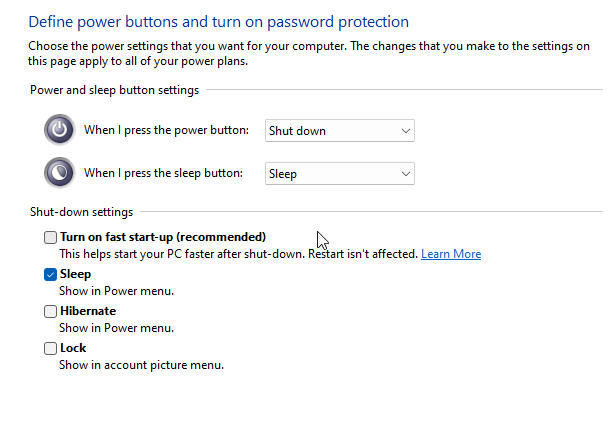 Define power buttons and turn on password protection
Choose the power settings that you want for your computer. The changes that you make to the settings on
this page apply to all of your power plans.
Power and sleep button settings
When I press the power button: Shut down
When I press the sleep button: Sleep
Shut-down settings
Turn on fast start-up (recommended)
This helps start your PC faster after shut-down. Restart isn't affected. Learn More
Sleep
Show in Power menu.
Hibernate
Show in Power menu.
Lock
Show in account picture menu.